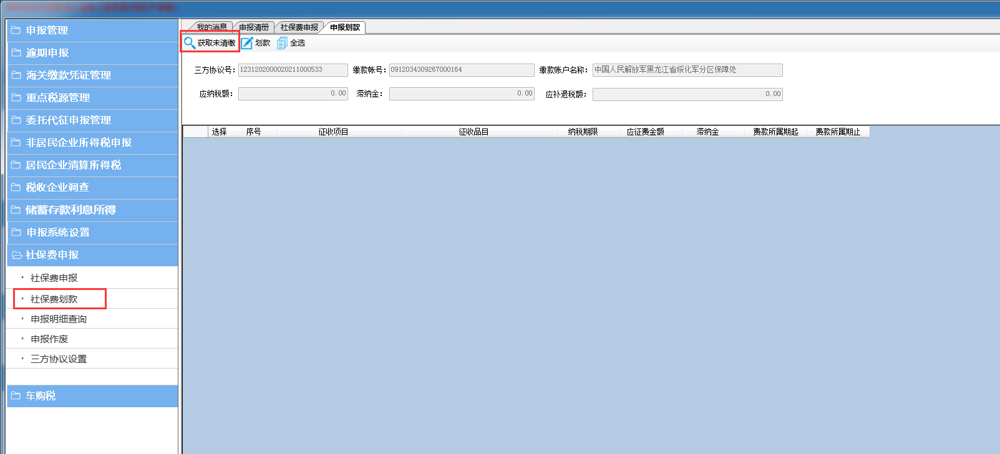 我的消息 申报清册 社保费申报 申报划款
获取未清缴 划款 全选
三方协议号： 123120200002021100053​3 缴款帐号： 0912034309267000164 缴款账户名称： 中国人民解放军黑龙江省绥化军分区保障处
应纳税额： 0.00 滞纳金： 0.00 应补退税额： 0.00
选择 序号 征收项目 征收品目 纳税期限 应征费金额 滞纳金 费款所属期起 费款所属期止
申报管理
逾期申报
海关缴款凭证管理
重点税源管理
委托代征申报管理
非居民企业所得税申报
居民企业清算所得税
税收企业调查
储蓄存款利息所得
申报系统设置
社保费申报
· 社保费申报
· 社保费划款
· 申报明细查询
· 申报作废
· 三方协议设置
车购税